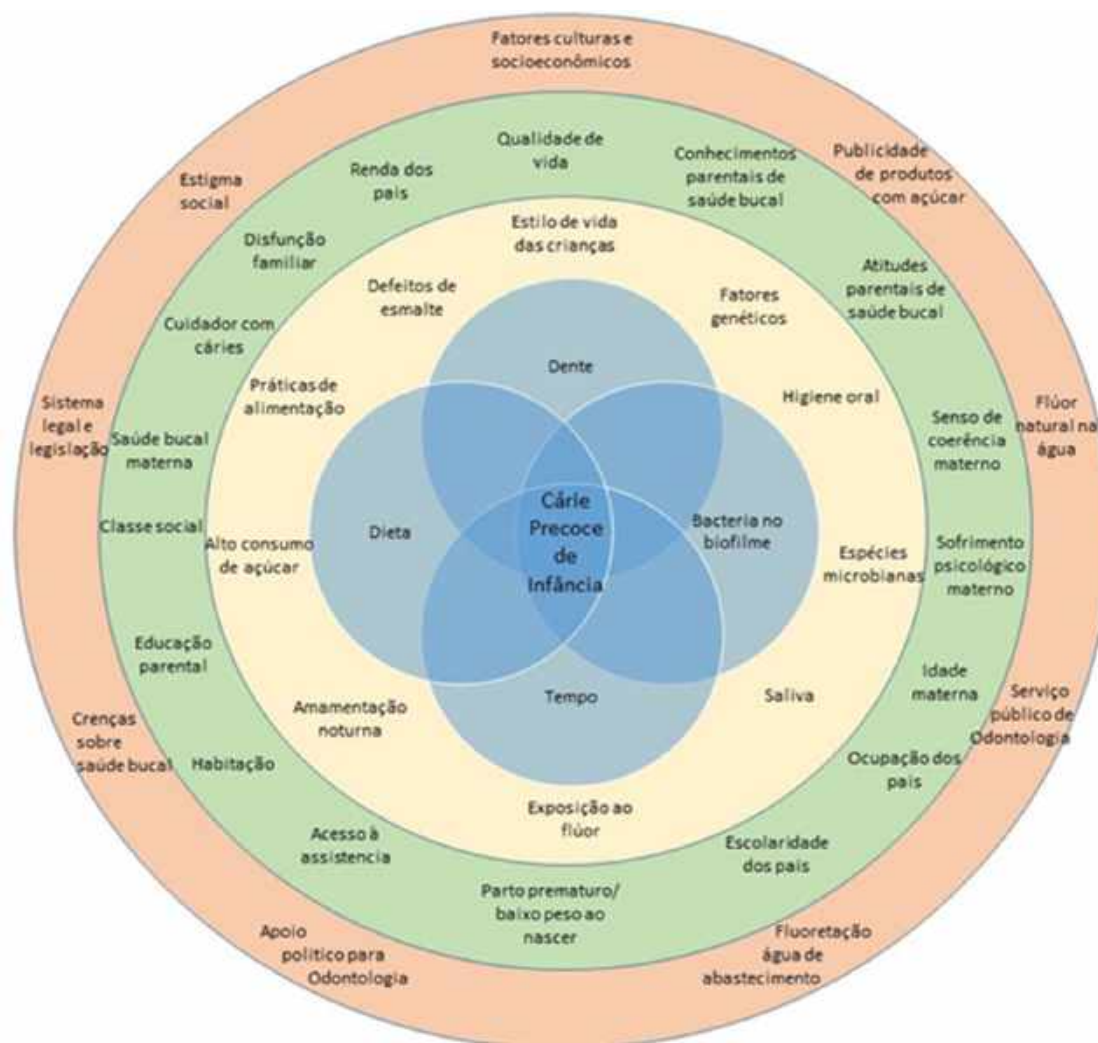 Fatores culturas e
socioeconômicos
Publicidade
de produtos
com açúcar
Flúor
natural na
água
Serviço
público de
Odontologia
Fluoretação
água de
abastecimento
Apoio
politico para
Odontologia
Crenças
sobre
saúde bucal
Sistema
legal e
legislação
Estigma
social
Qualidade de
vida
Conhecimentos
parentais de
saúde bucal
Atitudes
parentais de
saúde bucal
Senso de
coerência
materno
Sofrimento
psicológico
materno
Idade
materna
Ocupação dos
pais
Escolaridade
dos pais
Parto prematuro/
baixo peso ao
nascer
Acesso à
assistencia
Habitação
Educação
parental
Classe social
Saúde bucal
materna
Cuidador com
cáries
Disfunção
familiar
Renda dos
pais
Estilo de vida
das crianças
Fatores
genéticos
Higiene oral
Espécies
microbianas
Saliva
Exposição ao
flúor
Amamentação
noturna
Alto consumo
de açúcar
Práticas de
alimentação
Defeitos de
esmalte
Dente
Bacteria no
biofilme
Tempo
Dieta
Cárie
Precoce
de
Infância